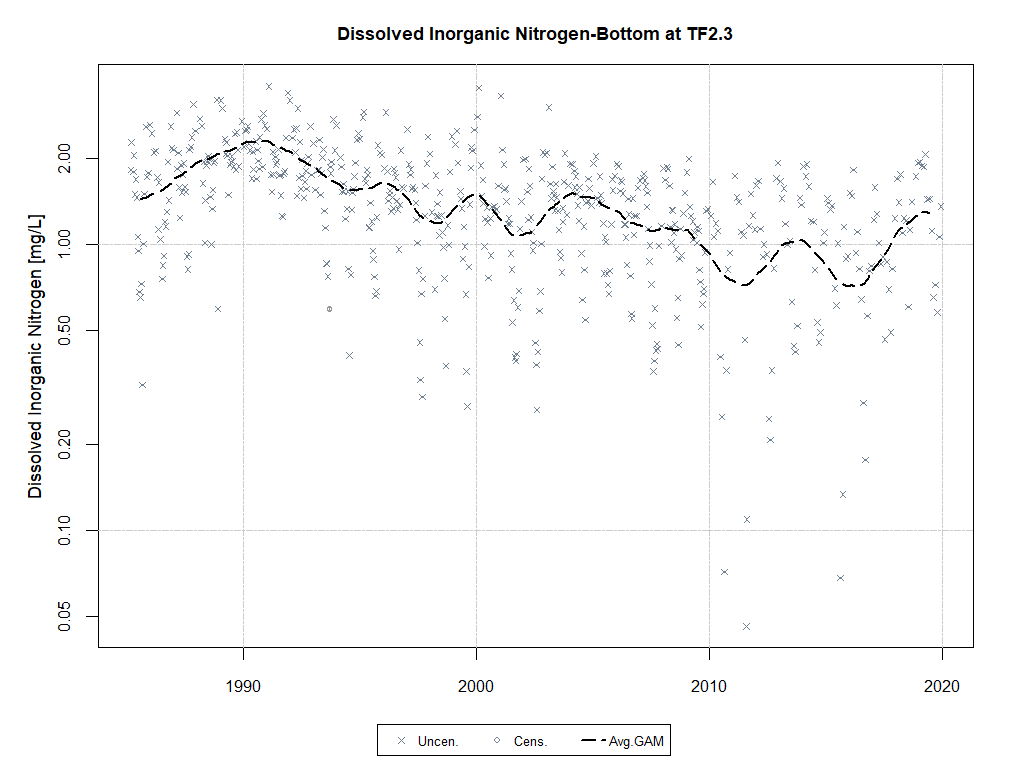 Dissolved Inorganic Nitrogen-Bottom at TF2.3
Dissolved Inorganic Nitrogen [mg/L]
2.00
1.00
0.50
0.20
0.10
0.05
1990 2000 2010 2020
Uncen. Cens. Avg.GAM